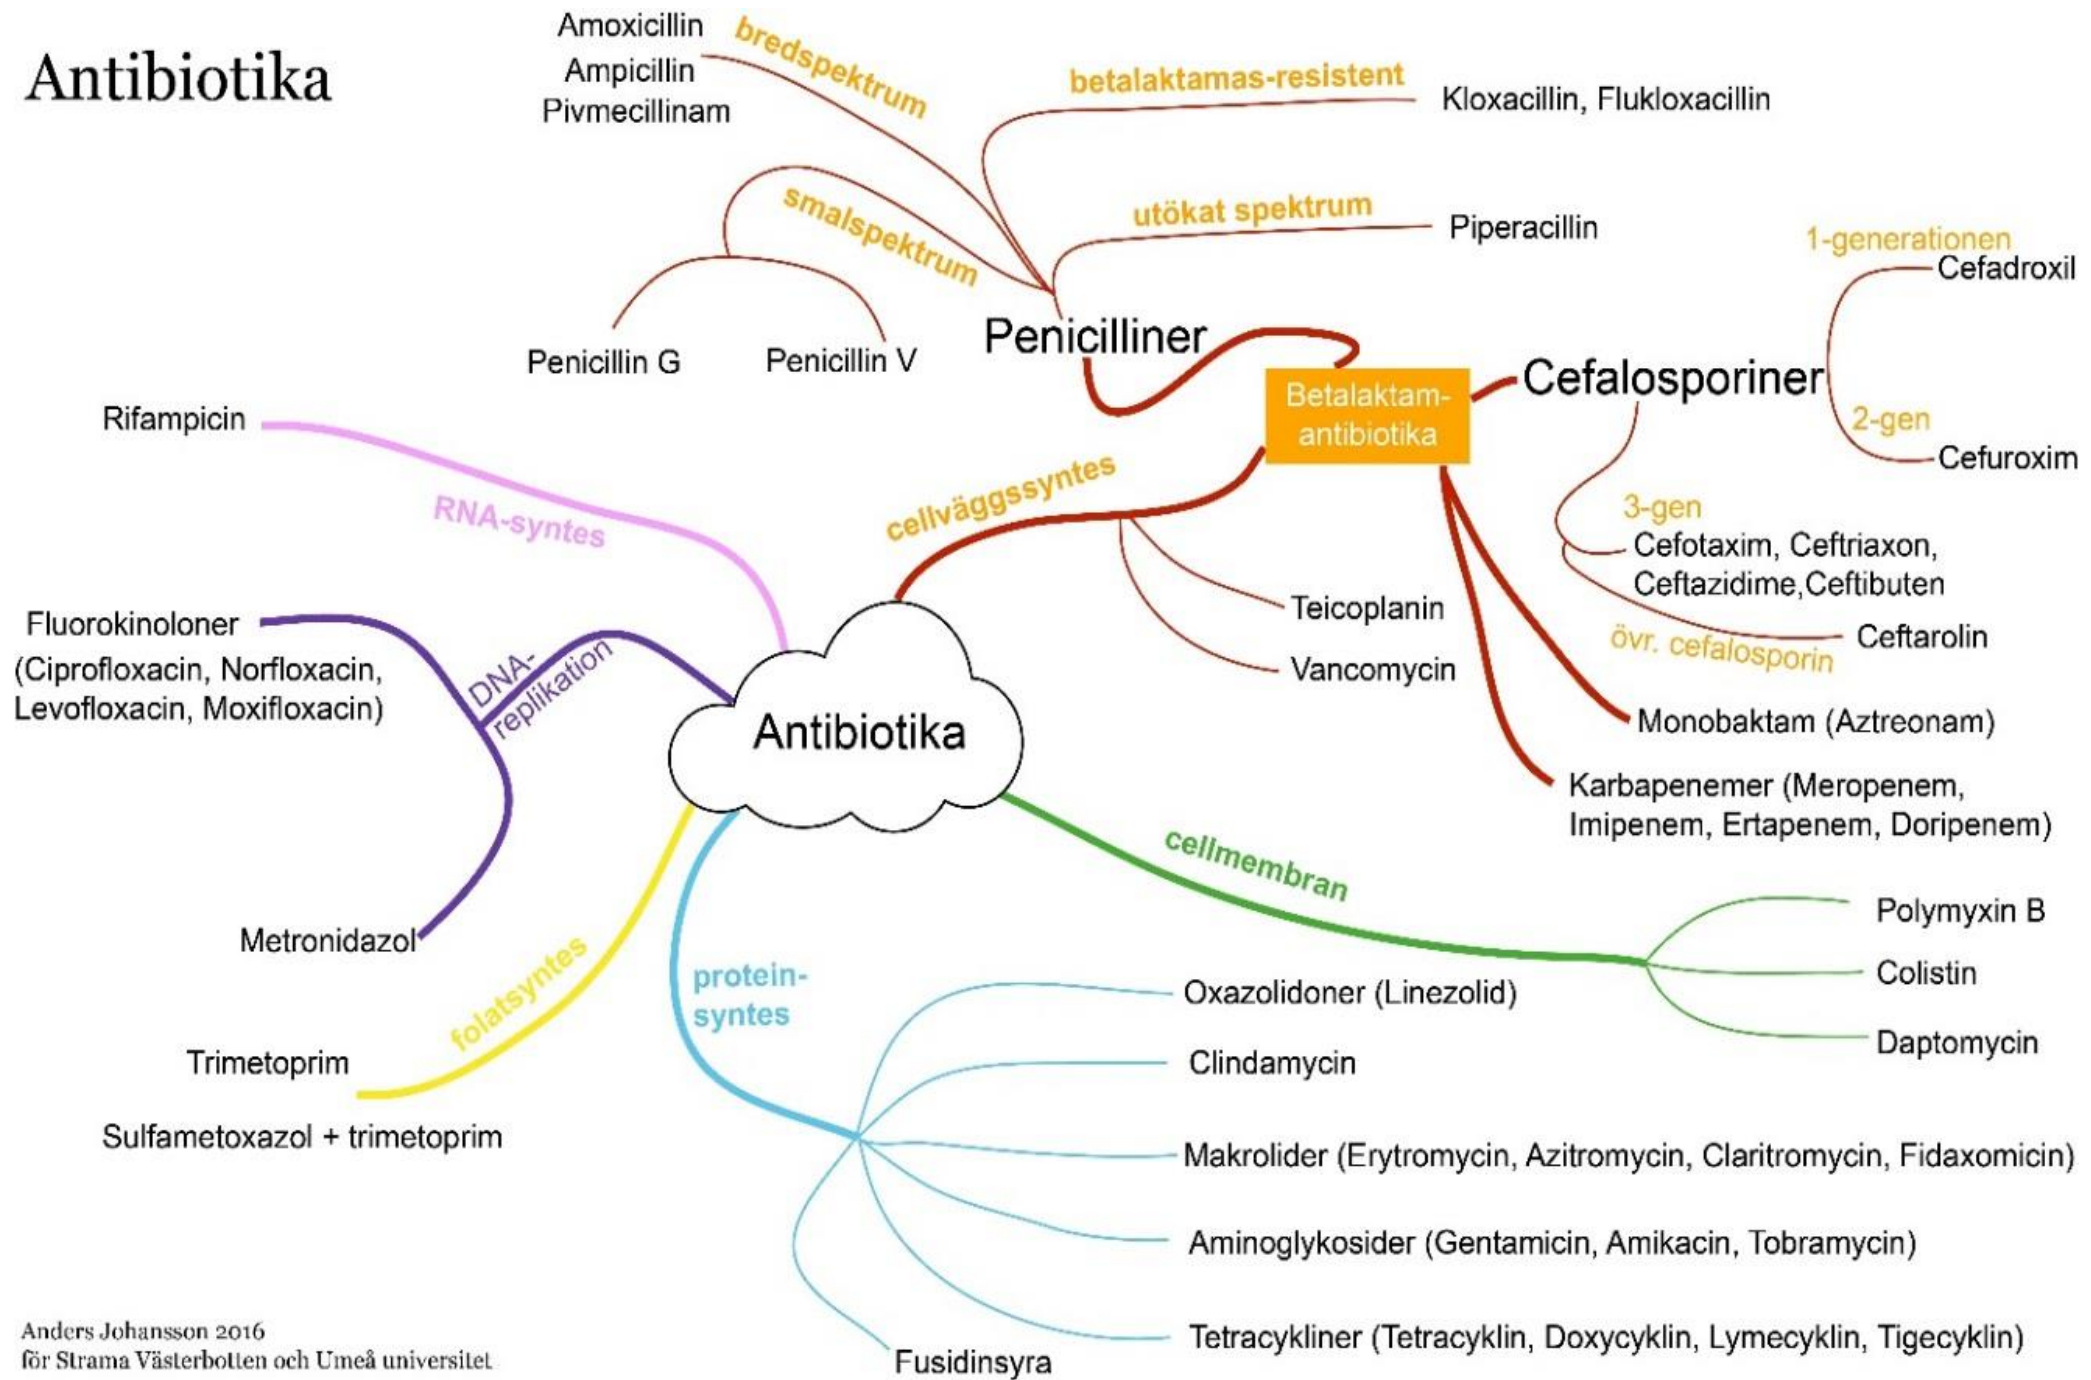 Antibiotika
Amoxicillin
Ampicillin
Pivmecillinam
bredspektrum
betalaktamas-resistent
Kloxacillin, Flukloxacillin
smalspektrum
utökat spektrum
Piperacillin
Penicillin G
Penicillin V
Penicilliner
Betalaktam-
antibiotika
Cefalosporiner
1-generationen
Cefadroxil
2-gen
Cefuroxim
3-gen
Cefotaxim, Ceftriaxon,
Ceftazidime,Ceftibuten
övr. cefalosporin
Ceftarolin
Monobaktam (Aztreonam)
Karbapenemer (Meropenem,
Imipenem, Ertapenem, Doripenem)
cellväggssyntes
Teicoplanin
Vancomycin
Rifampicin
RNA-syntes
Fluorokinoloner
(Ciprofloxacin, Norfloxacin,
Levofloxacin, Moxifloxacin)
DNA-
replikation
Metronidazol
Antibiotika
cellmembran
Polymyxin B
Colistin
Daptomycin
folatsyntes
Trimetoprim
Sulfametoxazol + trimetoprim
protein-
syntes
Oxazolidoner (Linezolid)
Clindamycin
Makrolider (Erytromycin, Azitromycin, Claritromycin, Fidaxomicin)
Aminoglykosider (Gentamicin, Amikacin, Tobramycin)
Tetracykliner (Tetracyklin, Doxycyklin, Lymecyklin, Tigecyklin)
Fusidinsyra
Anders Johansson 2016
för Strama Västerbotten och Umeå universitet